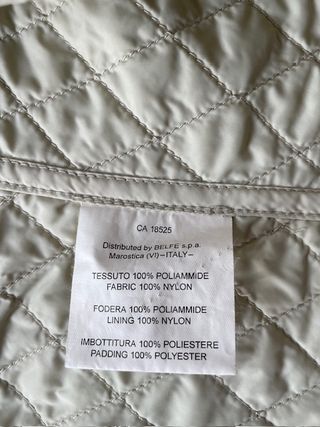 CA 18525
Distributed by BELFE s.p.a.
Marostica (VI)-ITALY-
TESSUTO 100% POLIAMMIDE
FABRIC 100% NYLON
FODERA 100% POLIAMMIDE
LINING 100% NYLON
IMBOTTITURA 100% POLIESTERE
PADDING 100% POLYESTER